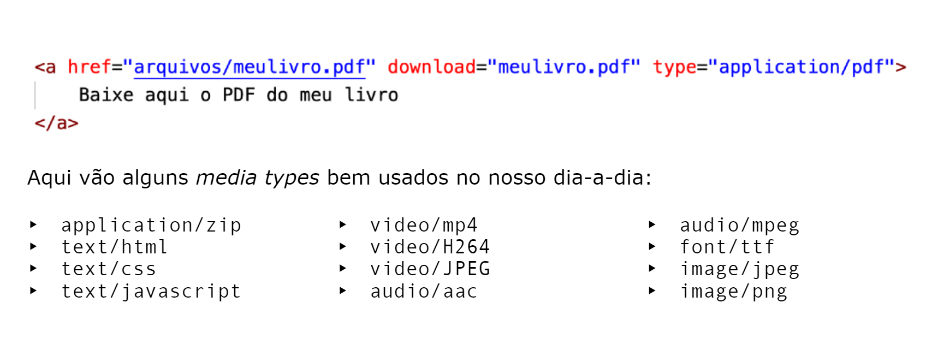 <a href="arquivos/meulivro.pdf" download="meulivro.pdf" type="application/pdf">
Baixe aqui o PDF do meu livro
</a>
Aqui vão alguns media types bem usados no nosso dia-a-dia:
‣ application/zip ‣ video/mp4 ‣ audio/mpeg
‣ text/html ‣ video/H264 ‣ font/ttf
‣ text/css ‣ video/JPEG ‣ image/jpeg
‣ text/javascript ‣ audio/aac ‣ image/png